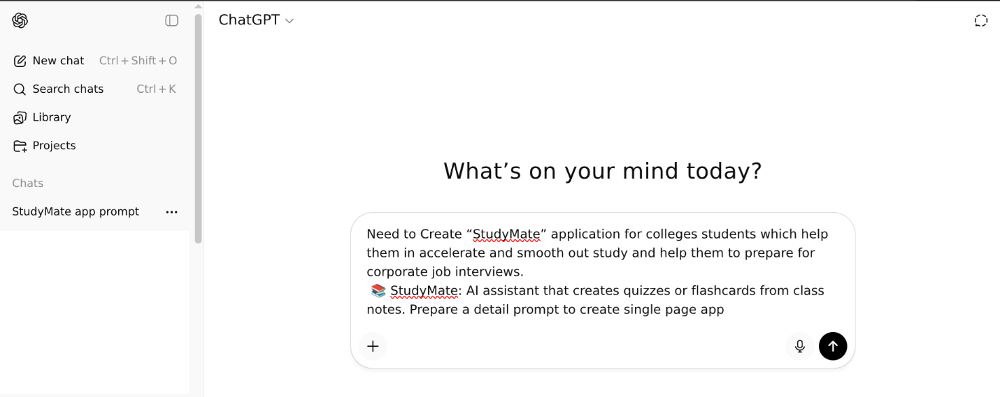 ChatGPT
New chat Ctrl + Shift + O
Search chats Ctrl + K
Library
Projects
Chats
StudyMate app prompt
What’s on your mind today?
Need to Create “StudyMate” application for colleges students which help
them in accelerate and smooth out study and help them to prepare for
corporate job interviews.
📚 StudyMate: AI assistant that creates quizzes or flashcards from class
notes. Prepare a detail prompt to create single page app